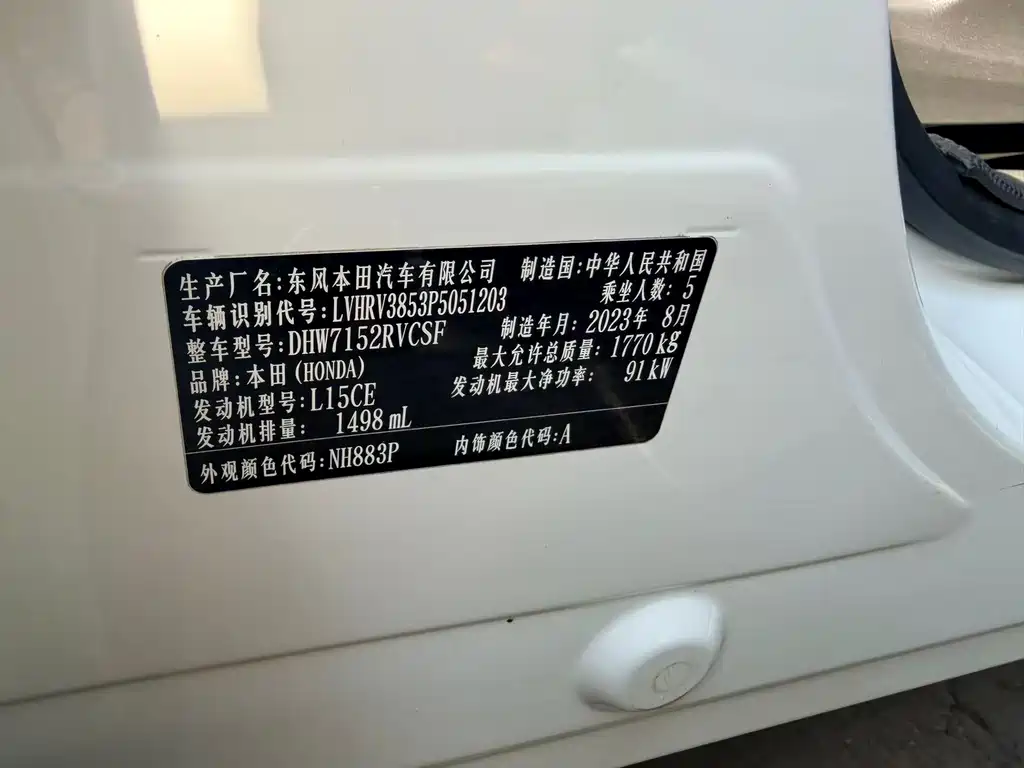 生产厂名:东风本田汽车有限公司 制造国:中华人民共和国
车辆识别代号:LVHRV3853P5051203 乘坐人数:5
整车型号:DHW7152RVCSF 制造年月:2023年 8月
品牌:本田(HONDA) 最大允许总质量:1770kg
发动机型号:L15CE 发动机最大净功率:91kW
发动机排量:1498mL
外观颜色代码:NH883P 内饰颜色代码:A